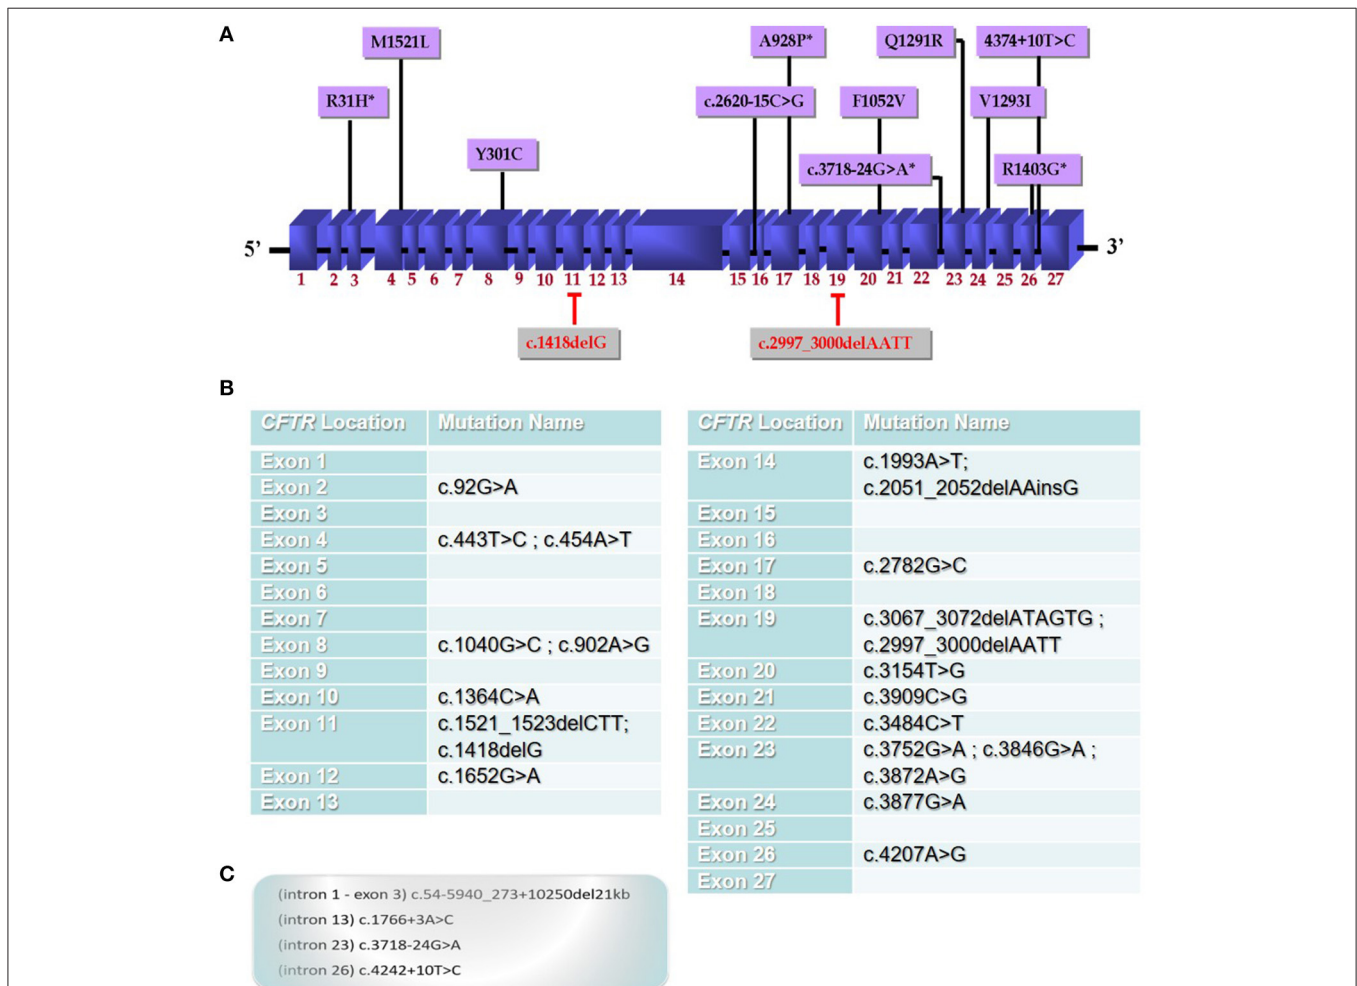 A
M1521L
A928P*
Q1291R
4374+10T>C
R31H*
c.2620-15C>G
F1052V
V1293I
Y301C
c.3718-24G>A*
R1403G*
5’
3’
1 2 3 4 5 6 7 8 9 10 11 12 13 14 15 16 17 18 19 20 21 22 23 24 25 26 27
c.1418delG
c.2997_3000delAATT
B
CFTR Location Mutation Name
Exon 1
Exon 2 c.92G>A
Exon 3
Exon 4 c.443T>C ; c.454A>T
Exon 5
Exon 6
Exon 7
Exon 8 c.1040G>C ; c.902A>G
Exon 9
Exon 10 c.1364C>A
Exon 11 c.1521_1523delCTT;
c.1418delG
Exon 12 c.1652G>A
Exon 13
CFTR Location Mutation Name
Exon 14 c.1993A>T;
c.2051_2052delAAinsG
Exon 15
Exon 16
Exon 17 c.2782G>C
Exon 18
Exon 19 c.3067_3072delATAGTG ;
c.2997_3000delAATT
Exon 20 c.3154T>G
Exon 21 c.3909C>G
Exon 22 c.3484C>T
Exon 23 c.3752G>A ; c.3846G>A ;
c.3872A>G
Exon 24 c.3877G>A
Exon 25
Exon 26 c.4207A>G
Exon 27
C
(intron 1 - exon 3) c.54-5940_273+10250del21kb
(intron 13) c.1766+3A>C
(intron 23) c.3718-24G>A
(intron 26) c.4242+10T>C